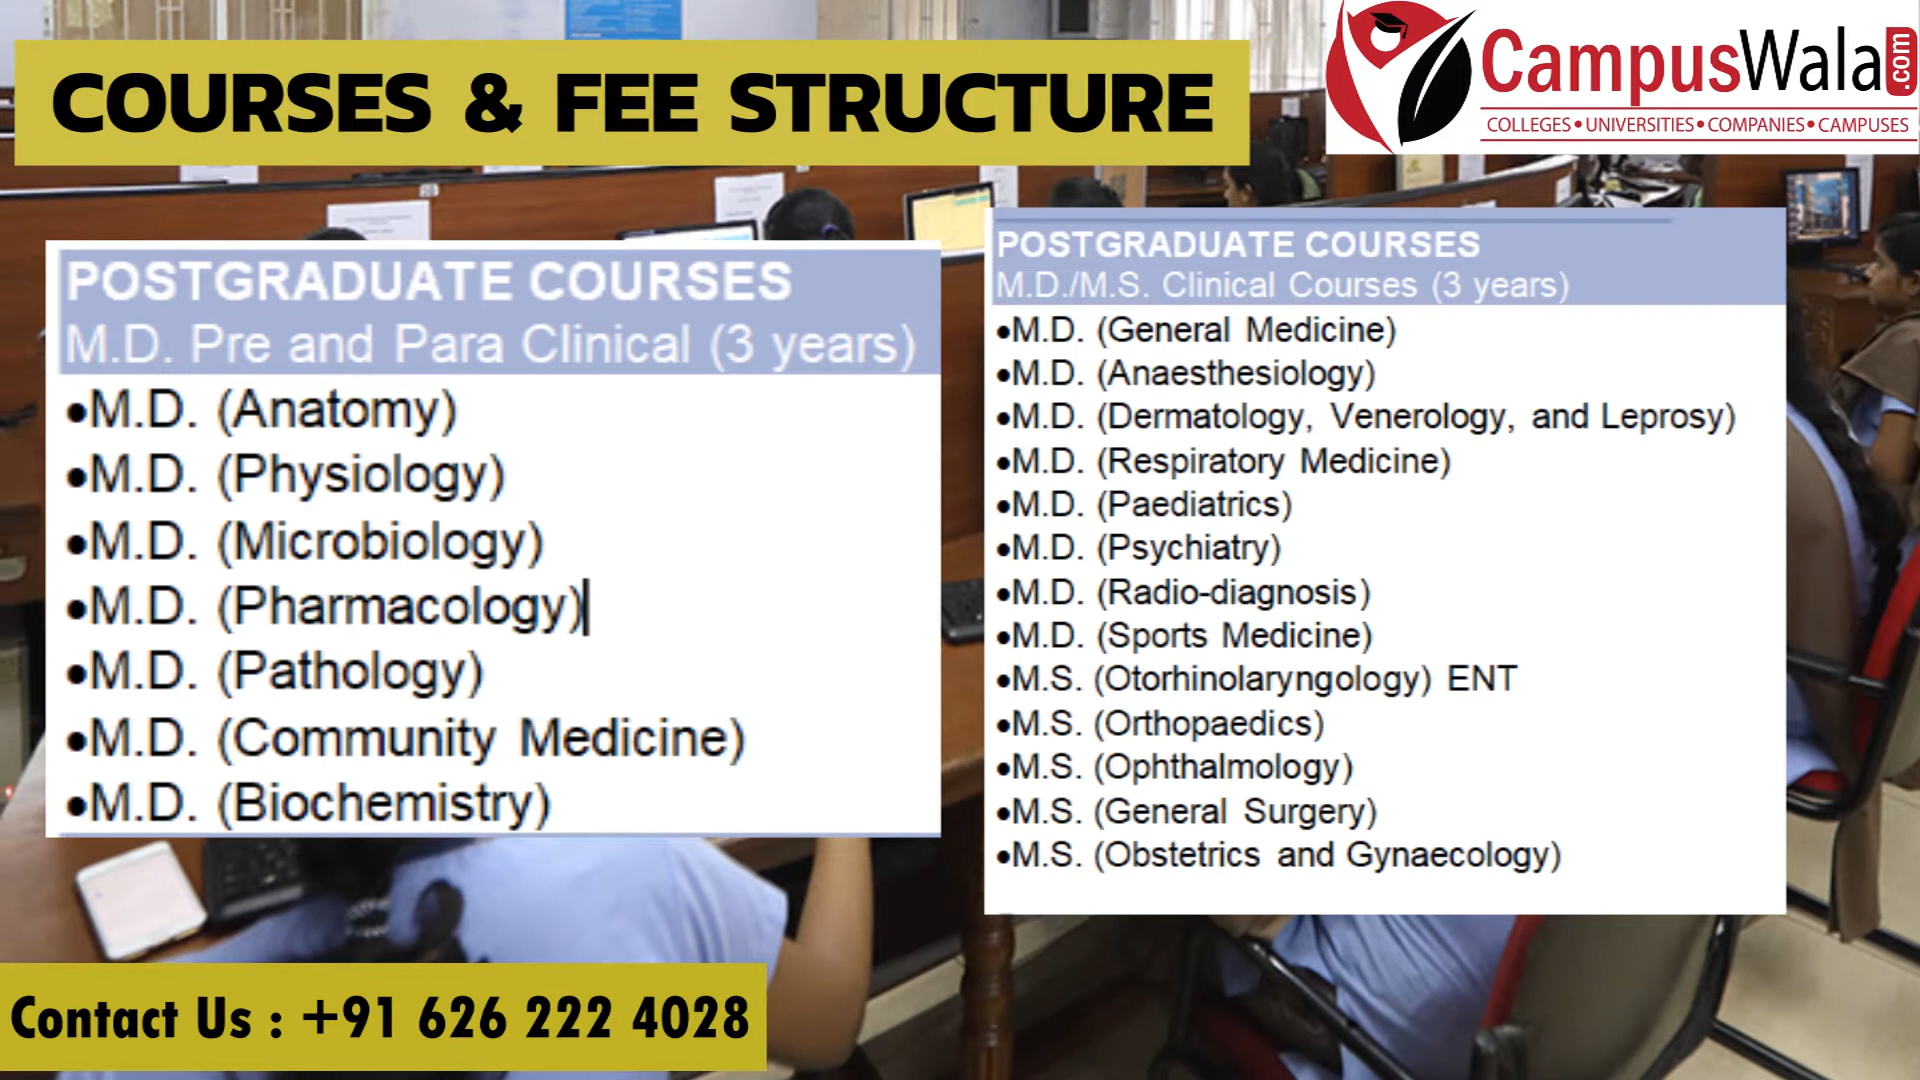 COURSES & FEE STRUCTURE
CampusWala.com
COLLEGES•UNIVERSITIES•COMPANIES•CAMPUSES
POSTGRADUATE COURSES
M.D. Pre and Para Clinical (3 years)
•M.D. (Anatomy)
•M.D. (Physiology)
•M.D. (Microbiology)
•M.D. (Pharmacology)
•M.D. (Pathology)
•M.D. (Community Medicine)
•M.D. (Biochemistry)
POSTGRADUATE COURSES
M.D./M.S. Clinical Courses (3 years)
•M.D. (General Medicine)
•M.D. (Anaesthesiology)
•M.D. (Dermatology, Venerology, and Leprosy)
•M.D. (Respiratory Medicine)
•M.D. (Paediatrics)
•M.D. (Psychiatry)
•M.D. (Radio-diagnosis)
•M.D. (Sports Medicine)
•M.S. (Otorhinolaryngology) ENT
•M.S. (Orthopaedics)
•M.S. (Ophthalmology)
•M.S. (General Surgery)
•M.S. (Obstetrics and Gynaecology)
Contact Us : +91 626 222 4028